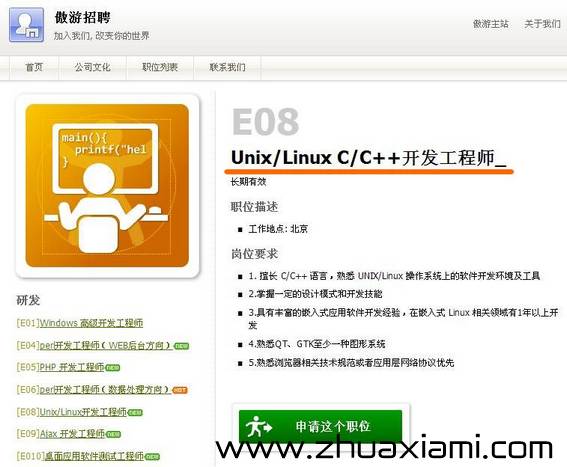 傲游招聘
加入我们, 改变你的世界
傲游主站 关于我们
首页 公司文化 职位列表 联系我们
main(){
printf("hel
}
E08
Unix/Linux C/C++开发工程师_
长期有效
职位描述
工作地点: 北京
岗位要求
1. 擅长 C/C++ 语言，熟悉 UNIX/Linux 操作系统上的软件开发环境及工具
2.掌握一定的设计模式和开发技能
3.具有丰富的嵌入式应用软件开发经验，在嵌入式 Linux 相关领域有1年以上开
发
4.熟悉QT、GTK至少一种图形系统
5.熟悉浏览器相关技术规范或者应用层网络协议优先
申请这个职位
研发
[E01]Windows 高级开发工程师
[E04]perl开发工程师（WEB后台方向） NEW
[E05]PHP 开发工程师 NEW
[E06]perl开发工程师（数据处理方向） HOT
[E08]Unix/Linux开发工程师 NEW
[E09]Ajax 开发工程师 NEW
[E010]桌面应用软件测试工程师 NEW
www.zhuaxiami.com